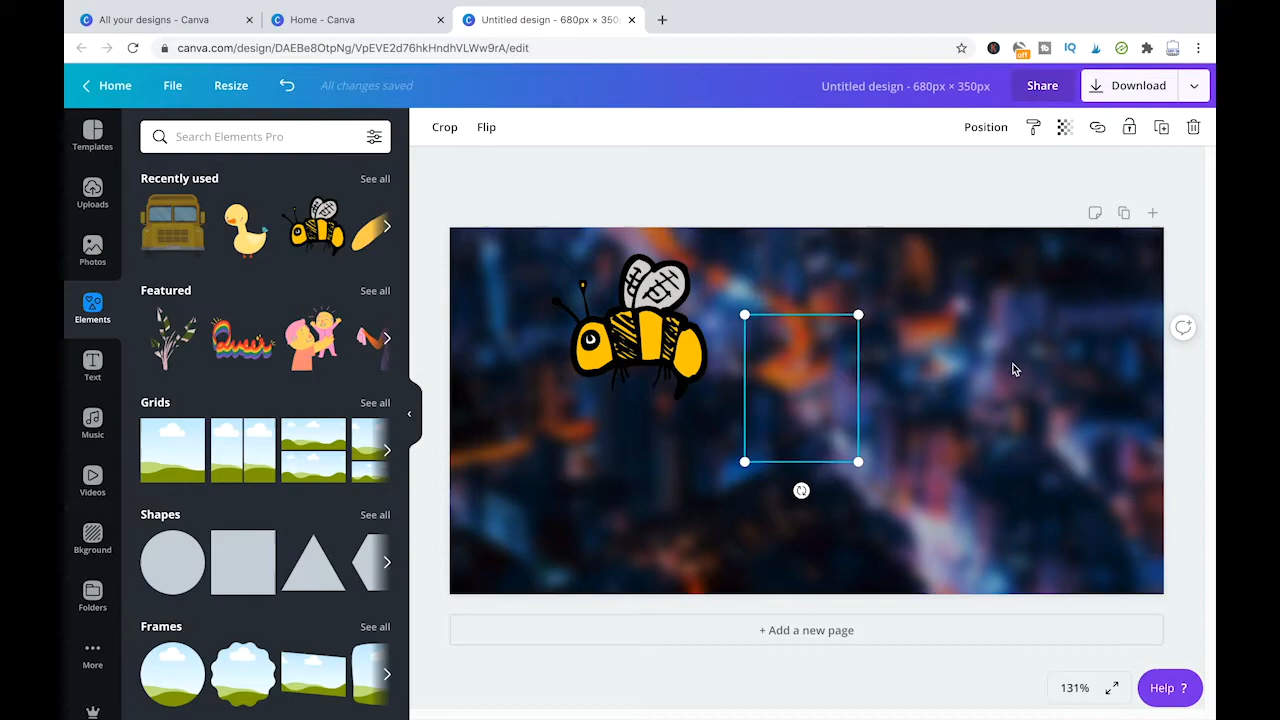 All your designs - Canva
Home - Canva
Untitled design - 680px × 350
canva.com/design/DAEBe8OtpNg/VpEVE2d76hkHndhVLWw9rA/edit
off
IQ
Home
File
Resize
All changes saved
Untitled design - 680px × 350px
Share
Download
Templates
Uploads
Photos
Elements
Text
Music
Videos
Bkground
Folders
More
Search Elements Pro
Recently used
See all
Featured
See all
Grids
See all
Shapes
See all
Frames
See all
Crop
Flip
Position
+ Add a new page
131%
Help ?